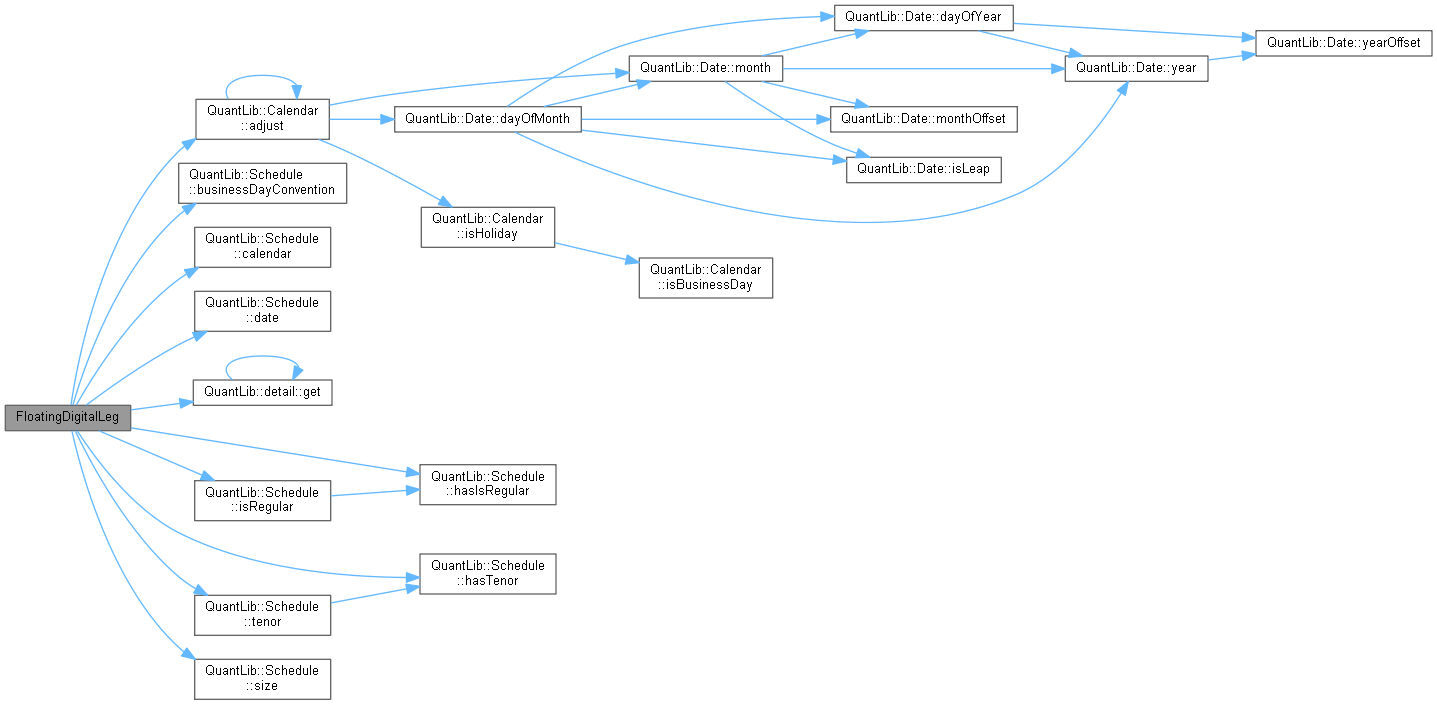 QuantLib::Date::dayOfYear
QuantLib::Date::yearOffset
QuantLib::Date::month
QuantLib::Date::year
QuantLib::Calendar
::adjust
QuantLib::Date::dayOfMonth
QuantLib::Date::monthOffset
QuantLib::Date::isLeap
QuantLib::Schedule
::businessDayConvention
QuantLib::Calendar
::isHoliday
QuantLib::Schedule
::calendar
QuantLib::Calendar
::isBusinessDay
QuantLib::Schedule
::date
QuantLib::detail::get
FloatingDigitalLeg
QuantLib::Schedule
::hasIsRegular
QuantLib::Schedule
::isRegular
QuantLib::Schedule
::hasTenor
QuantLib::Schedule
::tenor
QuantLib::Schedule
::size